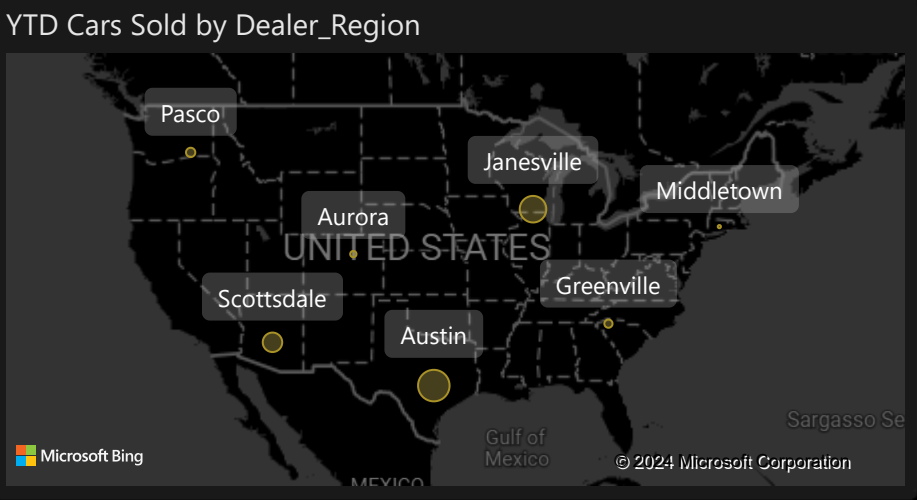 YTD Cars Sold by Dealer_Region
Pasco
Janesville
Middletown
Aurora
UNITED STATES
Scottsdale
Greenville
Austin
Sargasso Se
Gulf of
Mexico
Microsoft Bing
© 2024 Microsoft Corporation
MEXICO